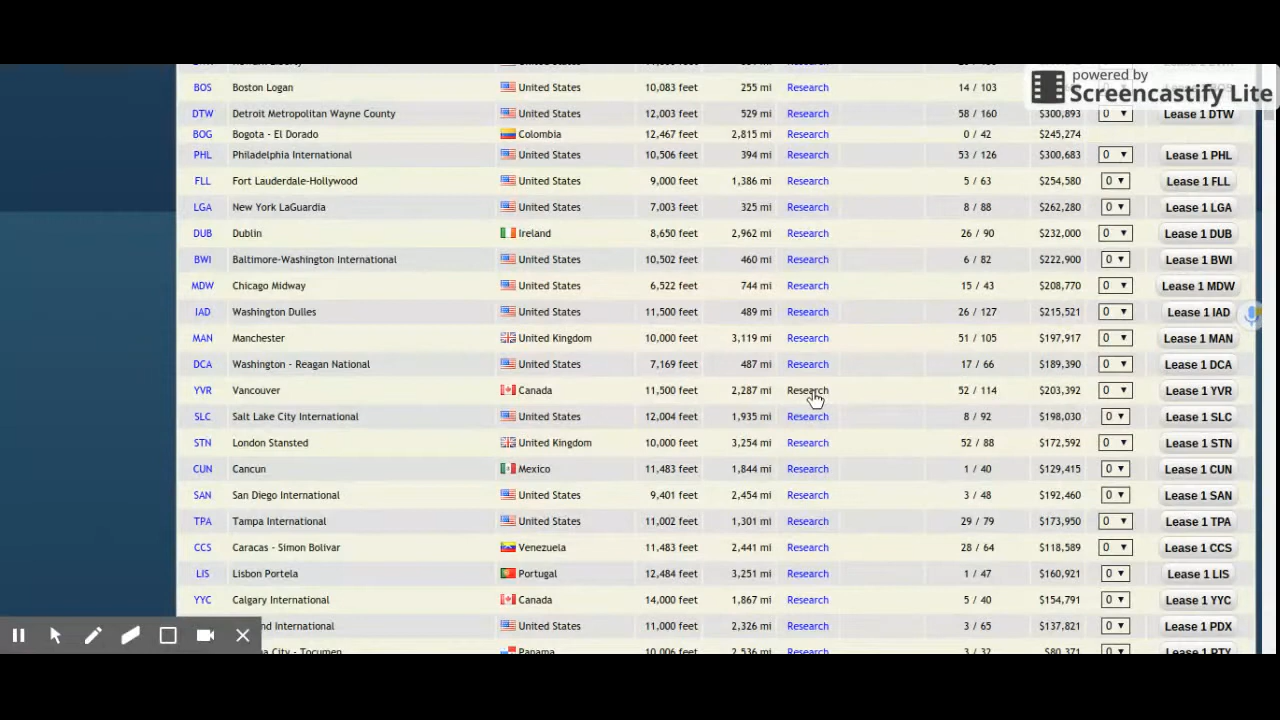 powered by
Screencastify Lite
BOS Boston Logan United States 10,083 feet 255 mi Research 14 / 103
DTW Detroit Metropolitan Wayne County United States 12,003 feet 529 mi Research 58 / 160 $300,893 0 Lease 1 DTW
BOG Bogota - El Dorado Colombia 12,467 feet 2,815 mi Research 0 / 42 $245,274
PHL Philadelphia International United States 10,506 feet 394 mi Research 53 / 126 $300,683 0 Lease 1 PHL
FLL Fort Lauderdale-Hollywood United States 9,000 feet 1,386 mi Research 5 / 63 $254,580 0 Lease 1 FLL
LGA New York LaGuardia United States 7,003 feet 325 mi Research 8 / 88 $262,280 0 Lease 1 LGA
DUB Dublin Ireland 8,650 feet 2,962 mi Research 26 / 90 $232,000 0 Lease 1 DUB
BWI Baltimore-Washington International United States 10,502 feet 460 mi Research 6 / 82 $222,900 0 Lease 1 BWI
MDW Chicago Midway United States 6,522 feet 744 mi Research 15 / 43 $208,770 0 Lease 1 MDW
IAD Washington Dulles United States 11,500 feet 489 mi Research 26 / 127 $215,521 0 Lease 1 IAD
MAN Manchester United Kingdom 10,000 feet 3,119 mi Research 51 / 105 $197,917 0 Lease 1 MAN
DCA Washington - Reagan National United States 7,169 feet 487 mi Research 17 / 66 $189,390 0 Lease 1 DCA
YVR Vancouver Canada 11,500 feet 2,287 mi Research 52 / 114 $203,392 0 Lease 1 YVR
SLC Salt Lake City International United States 12,004 feet 1,935 mi Research 8 / 92 $198,030 0 Lease 1 SLC
STN London Stansted United Kingdom 10,000 feet 3,254 mi Research 52 / 88 $172,592 0 Lease 1 STN
CUN Cancun Mexico 11,483 feet 1,844 mi Research 1 / 40 $129,415 0 Lease 1 CUN
SAN San Diego International United States 9,401 feet 2,454 mi Research 3 / 48 $192,460 0 Lease 1 SAN
TPA Tampa International United States 11,002 feet 1,301 mi Research 29 / 79 $173,950 0 Lease 1 TPA
CCS Caracas - Simon Bolivar Venezuela 11,483 feet 2,441 mi Research 28 / 64 $118,589 0 Lease 1 CCS
LIS Lisbon Portela Portugal 12,484 feet 3,251 mi Research 1 / 47 $160,921 0 Lease 1 LIS
YYC Calgary International Canada 14,000 feet 1,867 mi Research 5 / 40 $154,791 0 Lease 1 YYC
nd International United States 11,000 feet 2,326 mi Research 3 / 65 $137,821 0 Lease 1 PDX
a City - Tocumen Panama 10,006 feet 2,536 mi Research 3 / 32 $80,371 0 Lease 1 PTY